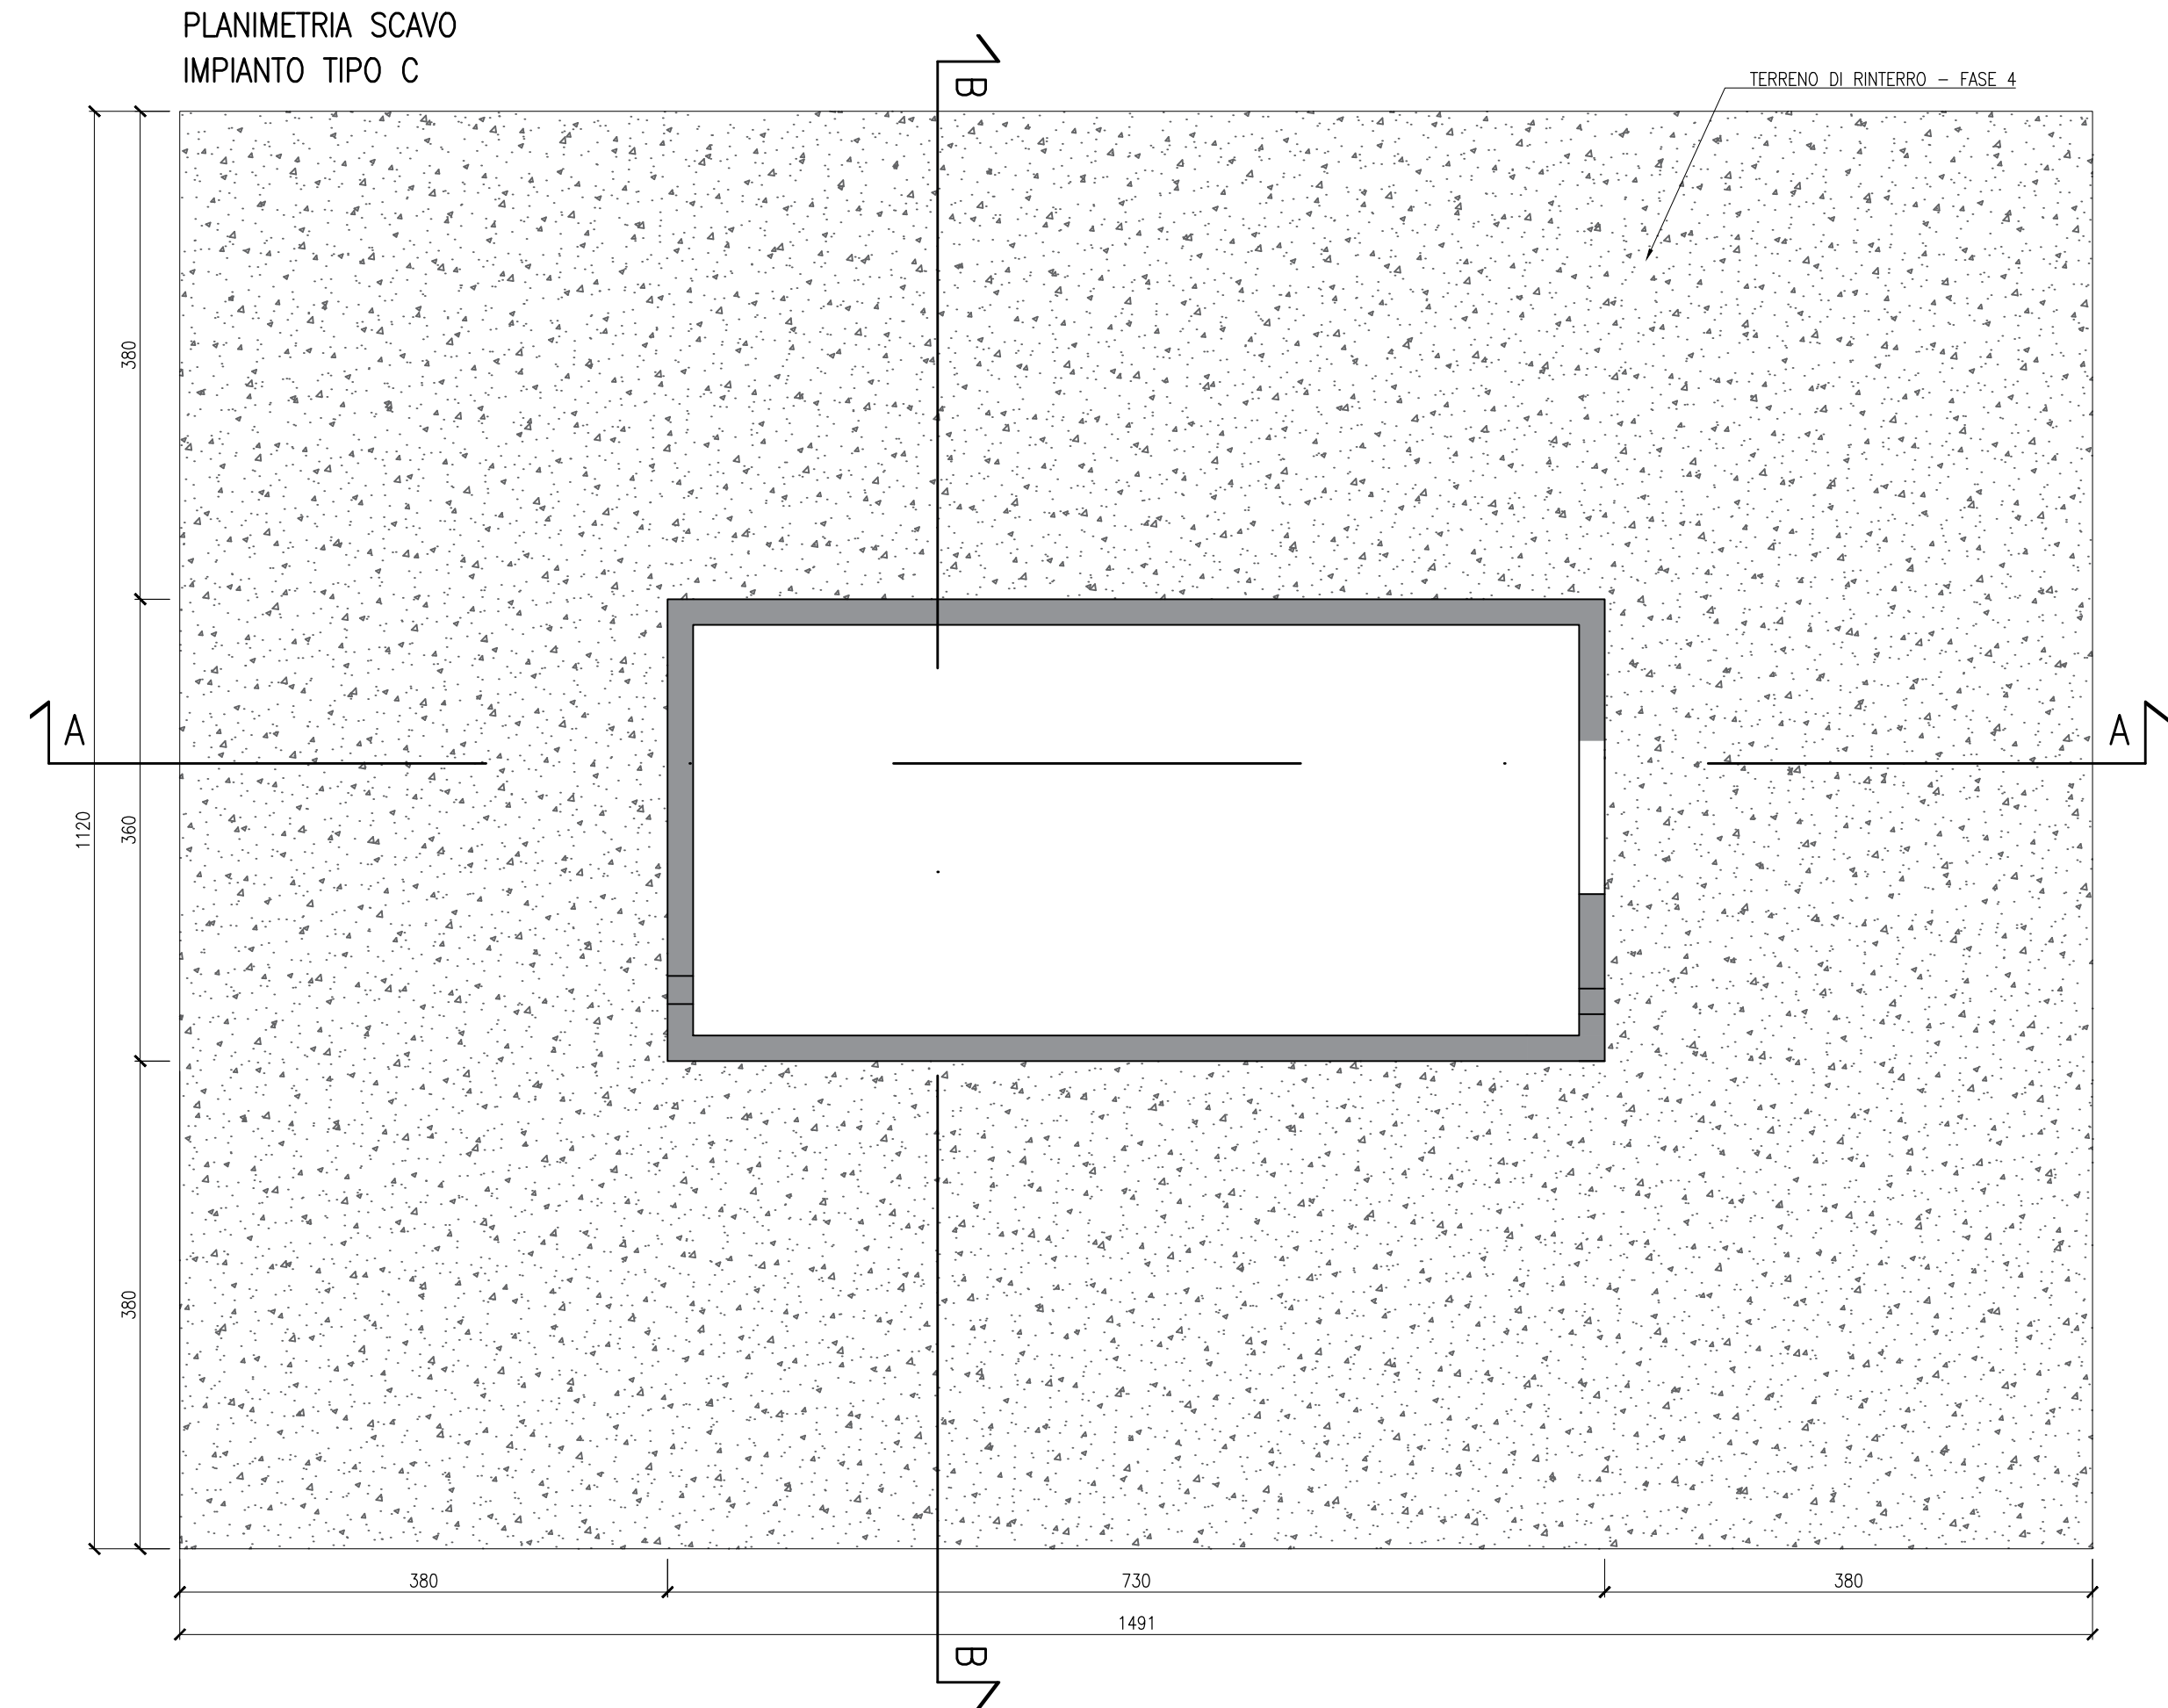 PLANIMETRIA SCAVO
IMPIANTO TIPO C
B
TERRENO DI RINTERRO - FASE 4
380
A
A
1120
360
380
380
730
380
1491
B